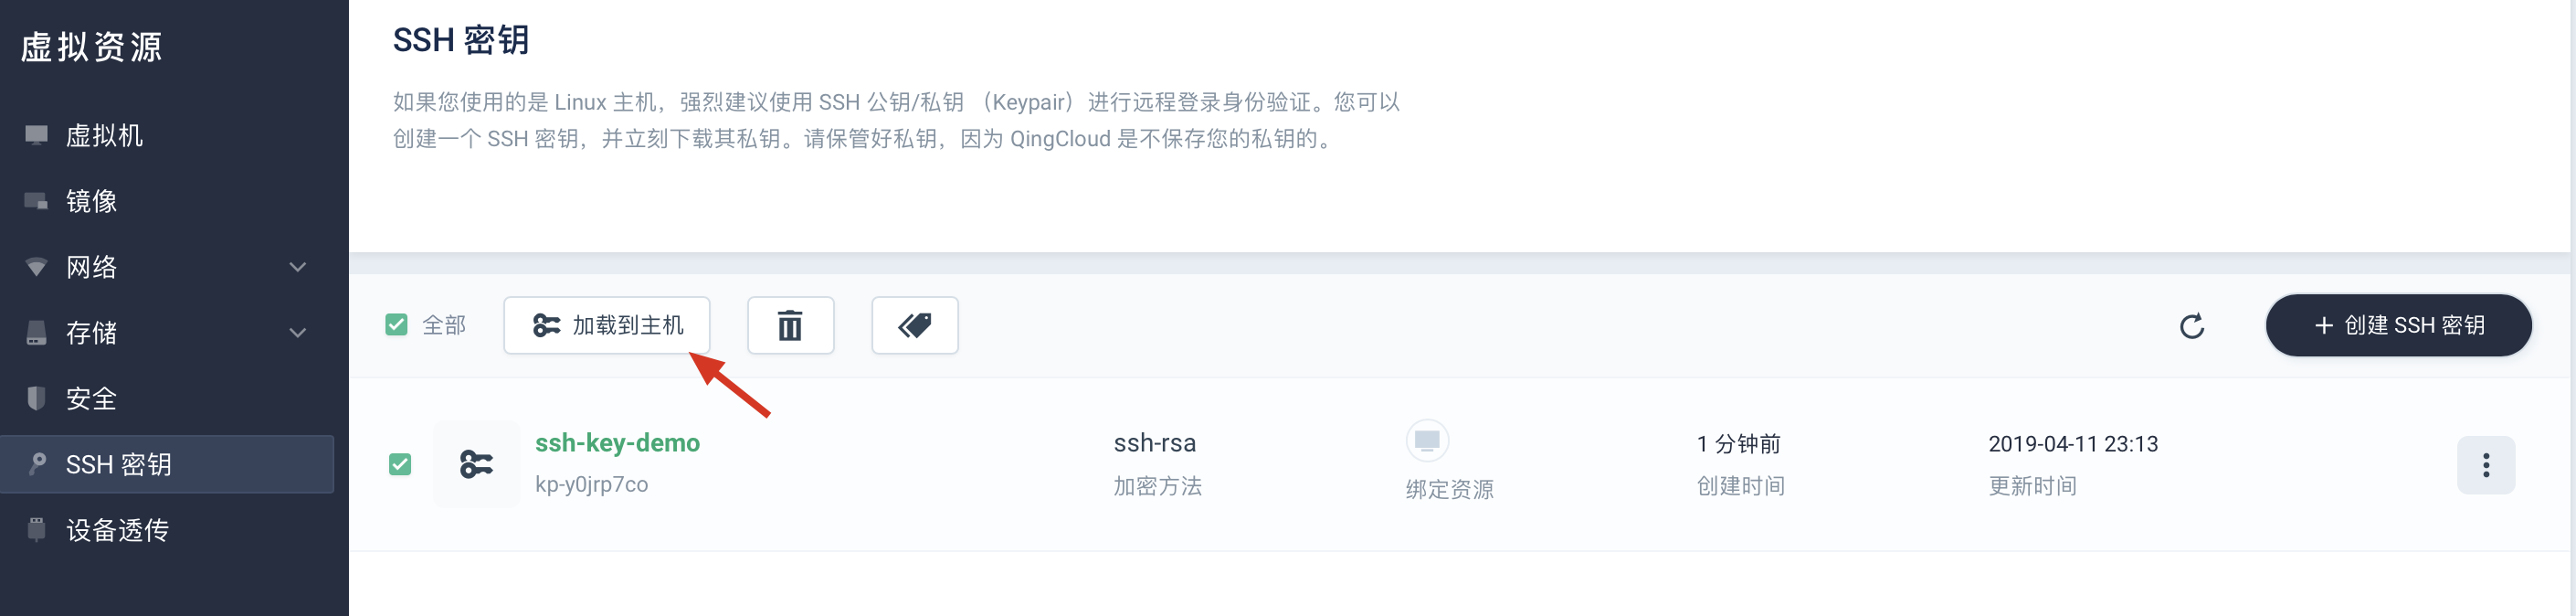 虚拟资源
虚拟机
镜像
网络
存储
安全
SSH 密钥
设备透传
SSH 密钥
如果您使用的是 Linux 主机，强烈建议使用 SSH 公钥/私钥 （Keypair）进行远程登录身份验证。您可以
创建一个 SSH 密钥，并立刻下载其私钥。请保管好私钥，因为 QingCloud 是不保存您的私钥的。
全部 加载到主机 + 创建 SSH 密钥
ssh-key-demo ssh-rsa 1 分钟前 2019-04-11 23:13
kp-y0jrp7co 加密方法 绑定资源 创建时间 更新时间